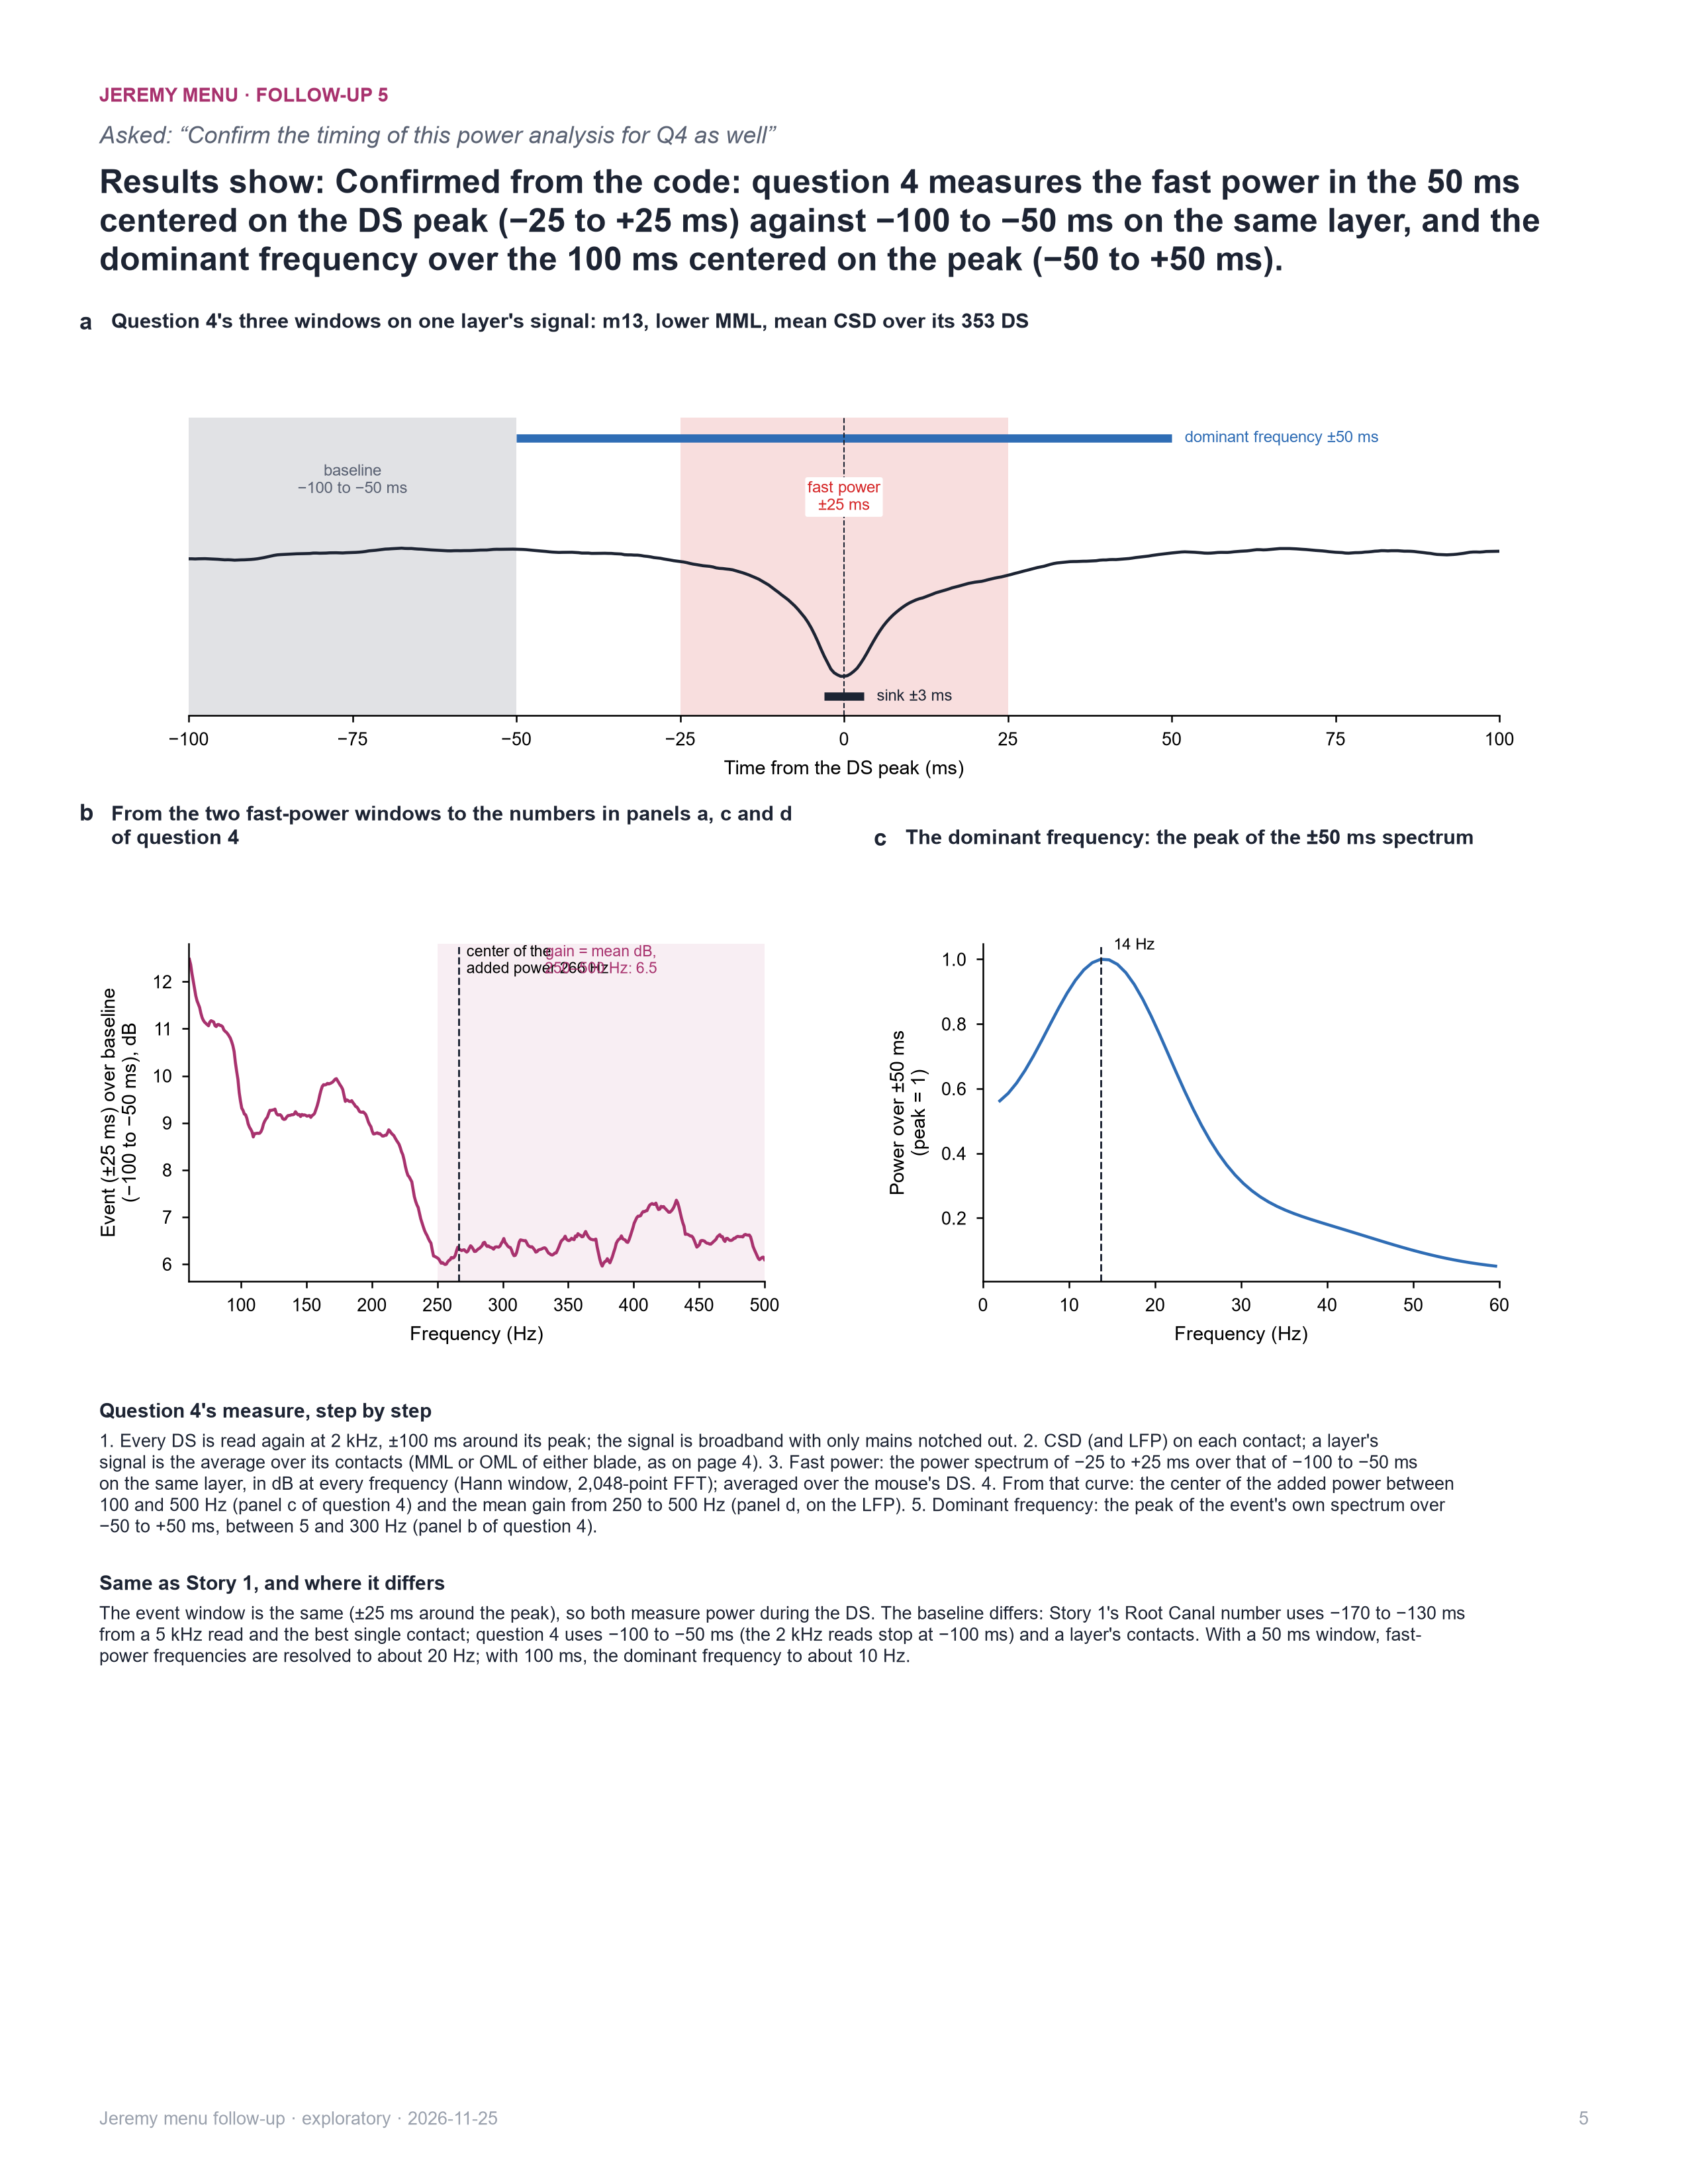 JEREMY MENU · FOLLOW-UP 5
Asked: “Confirm the timing of this power analysis for Q4 as well”
Results show: Confirmed from the code: question 4 measures the fast power in the 50 ms
centered on the DS peak (−25 to +25 ms) against −100 to −50 ms on the same layer, and the
dominant frequency over the 100 ms centered on the peak (−50 to +50 ms).
a Question 4's three windows on one layer's signal: m13, lower MML, mean CSD over its 353 DS
dominant frequency ±50 ms
baseline
−100 to −50 ms
fast power
±25 ms
sink ±3 ms
−100 −75 −50 −25 0 25 50 75 100
Time from the DS peak (ms)
b From the two fast-power windows to the numbers in panels a, c and d
of question 4
center of the
added power 266 Hz
gain = mean dB,
250–500 Hz: 6.5
12
11
10
9
8
7
6
Event (±25 ms) over baseline
(−100 to −50 ms), dB
100 150 200 250 300 350 400 450 500
Frequency (Hz)
c The dominant frequency: the peak of the ±50 ms spectrum
14 Hz
1.0
0.8
0.6
0.4
0.2
Power over ±50 ms
(peak = 1)
0 10 20 30 40 50 60
Frequency (Hz)
Question 4's measure, step by step
1. Every DS is read again at 2 kHz, ±100 ms around its peak; the signal is broadband with only mains notched out. 2. CSD (and LFP) on each contact; a layer's
signal is the average over its contacts (MML or OML of either blade, as on page 4). 3. Fast power: the power spectrum of −25 to +25 ms over that of −100 to −50 ms
on the same layer, in dB at every frequency (Hann window, 2,048-point FFT); averaged over the mouse's DS. 4. From that curve: the center of the added power between
100 and 500 Hz (panel c of question 4) and the mean gain from 250 to 500 Hz (panel d, on the LFP). 5. Dominant frequency: the peak of the event's own spectrum over
−50 to +50 ms, between 5 and 300 Hz (panel b of question 4).
Same as Story 1, and where it differs
The event window is the same (±25 ms around the peak), so both measure power during the DS. The baseline differs: Story 1's Root Canal number uses −170 to −130 ms
from a 5 kHz read and the best single contact; question 4 uses −100 to −50 ms (the 2 kHz reads stop at −100 ms) and a layer's contacts. With a 50 ms window, fast-
power frequencies are resolved to about 20 Hz; with 100 ms, the dominant frequency to about 10 Hz.
Jeremy menu follow-up · exploratory · 2026-11-25
5